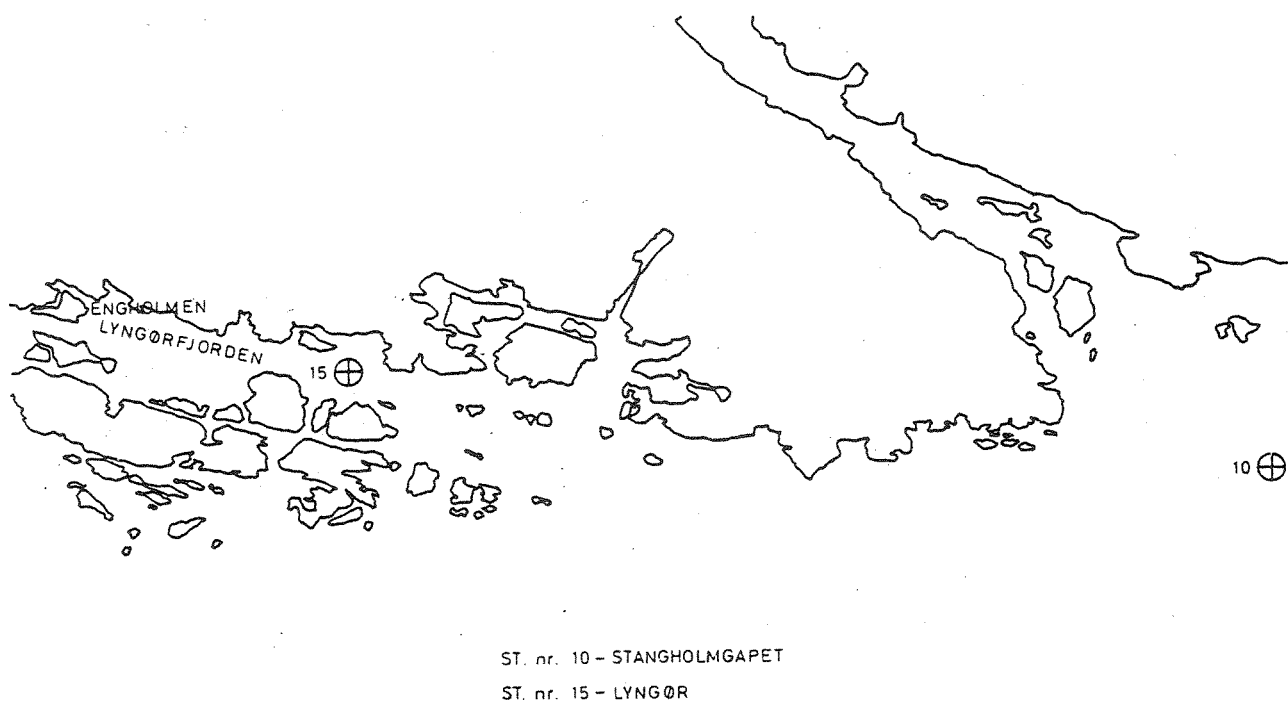 ENGHOLMEN
LYNGØRFJORDEN
15
10
ST. nr. 10 – STANGHOLMGAPET
ST. nr. 15 – LYNGØR